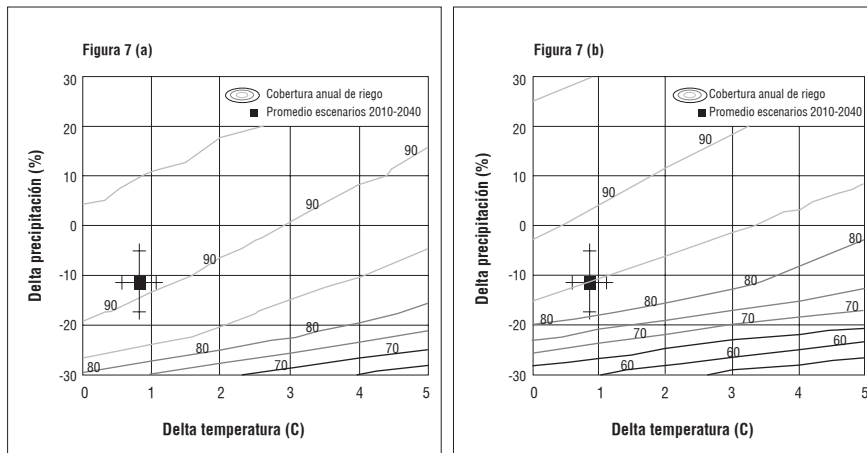 Figura 7 (a)
Cobertura anual de riego
Promedio escenarios 2010-2040
Delta precipitación (%)
30
20
10
0
-10
-20
-30
90
90
90
80
80
80
70
70
0 1 2 3 4 5
Delta temperatura (C)
Figura 7 (b)
Cobertura anual de riego
Promedio escenarios 2010-2040
Delta precipitación (%)
30
20
10
0
-10
-20
-30
90
90
80
80
80
80
70
70
70
60
60
0 1 2 3 4 5
Delta temperatura (C)